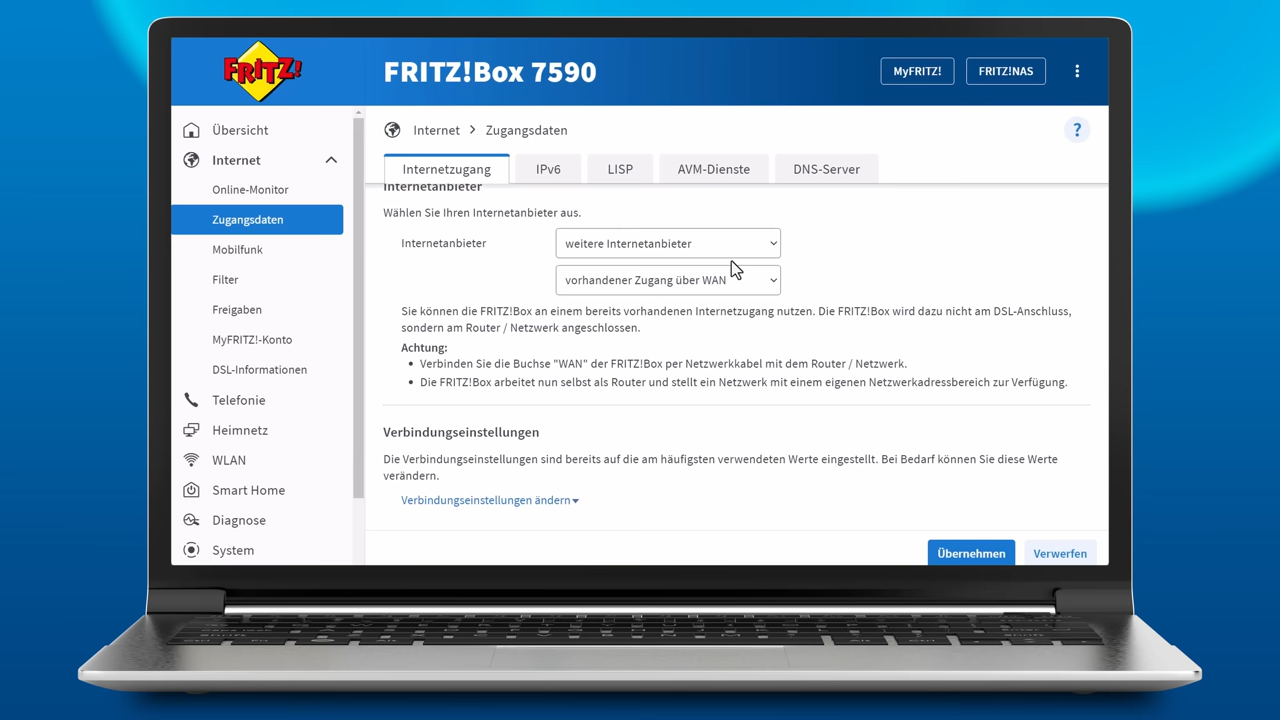 FRITZ!
FRITZ!Box 7590
MyFRITZ!
FRITZ!NAS
Übersicht
Internet
Online-Monitor
Zugangsdaten
Mobilfunk
Filter
Freigaben
MyFRITZ!-Konto
DSL-Informationen
Telefonie
Heimnetz
WLAN
Smart Home
Diagnose
System
Internet > Zugangsdaten
?
Internetzugang
IPv6
LISP
AVM-Dienste
DNS-Server
Internetanbieter
Wählen Sie Ihren Internetanbieter aus.
Internetanbieter
weitere Internetanbieter
vorhandener Zugang über WAN
Sie können die FRITZ!Box an einem bereits vorhandenen Internetzugang nutzen. Die FRITZ!Box wird dazu nicht am DSL-Anschluss,
sondern am Router / Netzwerk angeschlossen.
Achtung:
• Verbinden Sie die Buchse "WAN" der FRITZ!Box per Netzwerkkabel mit dem Router / Netzwerk.
• Die FRITZ!Box arbeitet nun selbst als Router und stellt ein Netzwerk mit einem eigenen Netzwerkadressbereich zur Verfügung.
Verbindungseinstellungen
Die Verbindungseinstellungen sind bereits auf die am häufigsten verwendeten Werte eingestellt. Bei Bedarf können Sie diese Werte
verändern.
Verbindungseinstellungen ändern
Übernehmen
Verwerfen